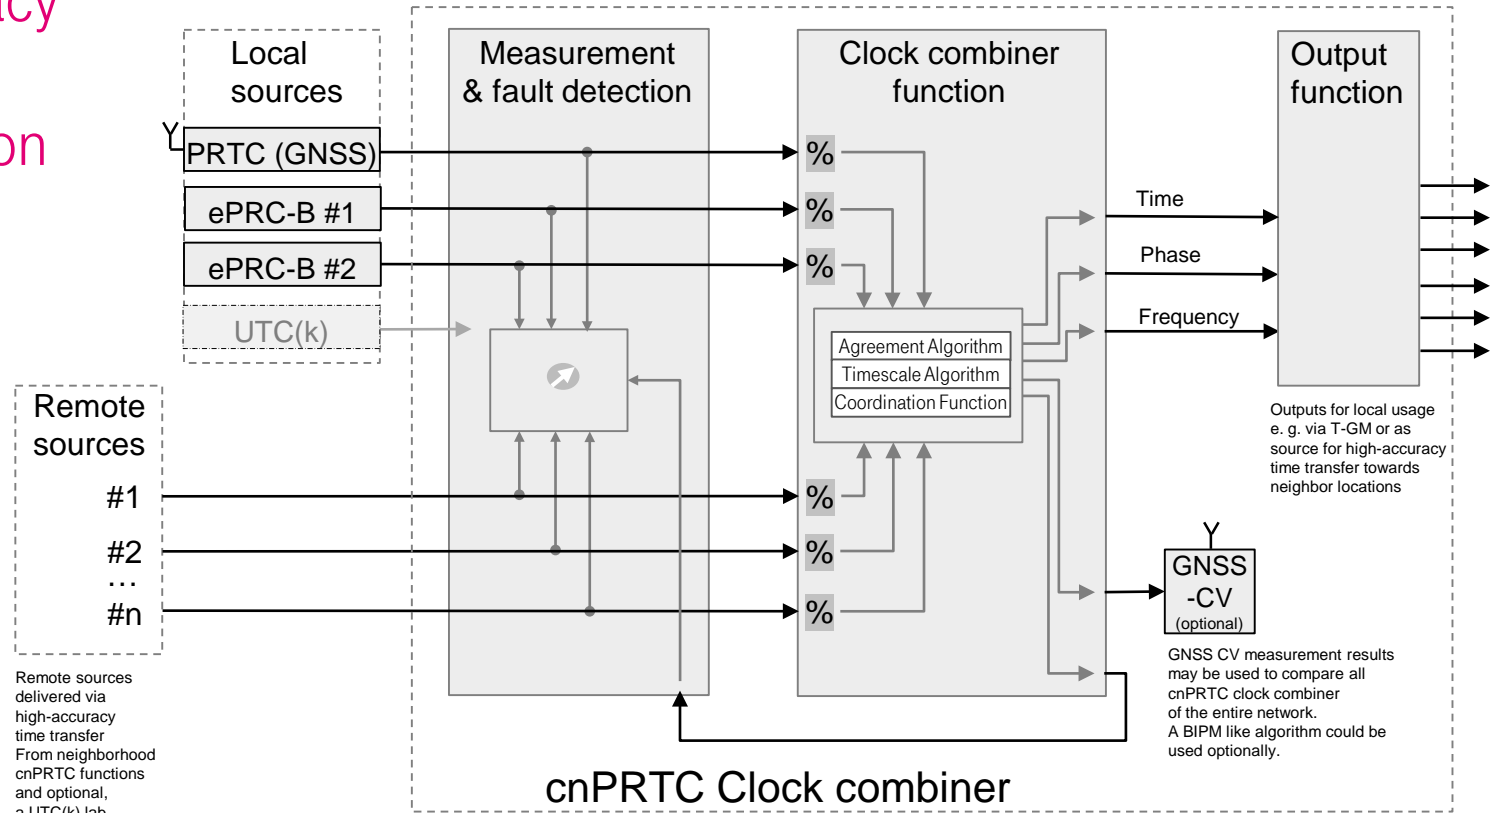 Local
sources
PRTC (GNSS)
ePRC-B #1
ePRC-B #2
UTC(k)
Remote
sources
#1
#2
...
#n
Remote sources
delivered via
high-accuracy
time transfer
From neighborhood
cnPRTC functions
and optional,
a UTC(k) lab
Measurement
& fault detection
Clock combiner
function
%
%
%
Agreement Algorithm
Timescale Algorithm
Coordination Function
%
%
%
Time
Phase
Frequency
Output
function
Outputs for local usage
e. g. via T-GM or as
source for high-accuracy
time transfer towards
neighbor locations
GNSS
-CV
(optional)
GNSS CV measurement results
may be used to compare all
cnPRTC clock combiner
of the entire network.
A BIPM like algorithm could be
used optionally.
cnPRTC Clock combiner